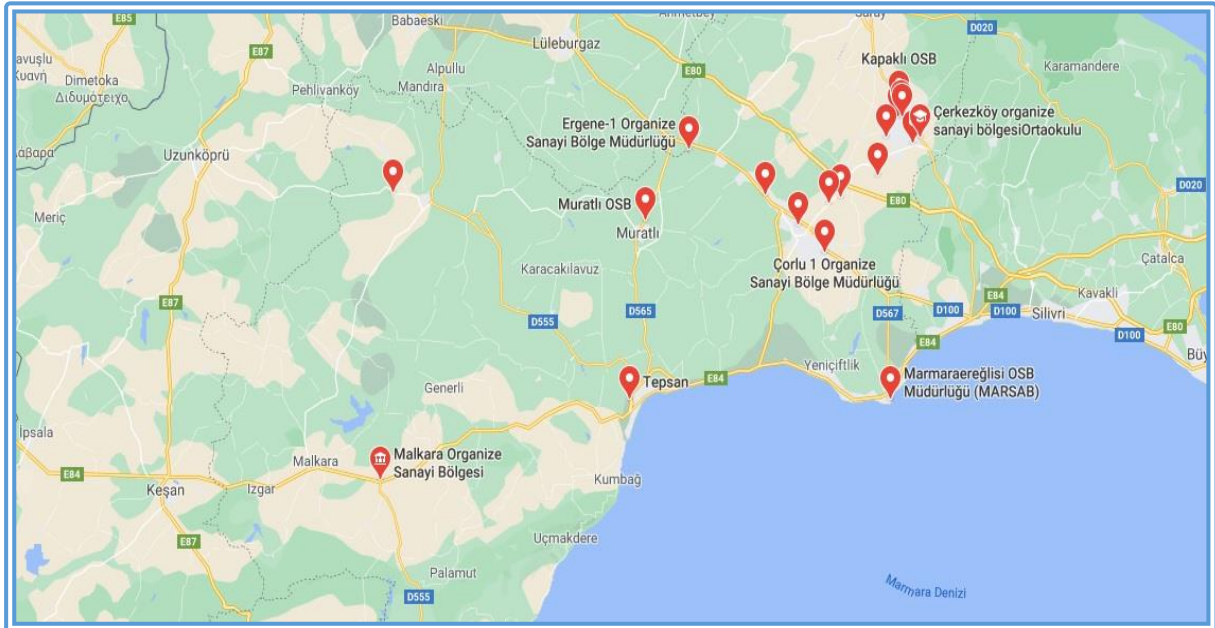 E85
Babaeski
Ahmetbey
Saray
D020
avuşlu
Κυανή
E87
Lüleburgaz
Kapaklı OSB
Dimetoka
Διδυμότειχο
Alpullu
Pehlivanköy
Mandıra
E80
Karamandere
Çerkezköy organize
sanayi bölgesiOrtaokulu
Ergene-1 Organize
Sanayi Bölge Müdürlüğü
Uzunköprü
D020
Meriç
Muratlı OSB
Muratlı
E80
Karacakılavuz
Çorlu 1 Organize
Sanayi Bölge Müdürlüğü
Çatalca
E87
D555
D565
D567
D100
E84
D100
Kavakli
Silivri
E80
D100
E84
Büy
Yeniçiftlik
Generli
Tepsan
E84
Marmaraereğlisi OSB
Müdürlüğü (MARSAB)
İpsala
Malkara
Malkara Organize
Sanayi Bölgesi
E84
Keşan
Izgar
Kumbağ
E87
Uçmakdere
Palamut
D555
Marmara Denizi